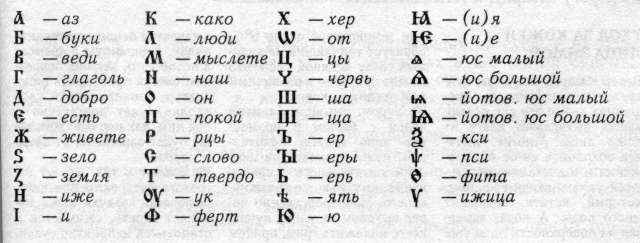 А — аз
Б — буки
В — веди
Г — глаголь
Д — добро
Є — есть
Ж — живете
Ѕ — зело
Ꙁ — земля
Н — иже
І — и
К — како
Л — люди
М — мыслете
N — наш
О — он
П — покой
Р — рцы
С — слово
Т — твердо
ОѴ — ук
Ф — ферт
Х — хер
Ѡ — от
Ц — цы
Ч — червь
Ш — ша
Щ — ща
Ъ — ер
Ꙑ — еры
Ь — ерь
Ѣ — ять
Ю — ю
Ꙗ — (и)я
Ѥ — (и)е
Ѧ — юс малый
Ѫ — юс большой
Ѩ — йотов. юс малый
Ѭ — йотов. юс большой
Ѯ — кси
Ѱ — пси
Ѳ — фита
Ѵ — ижица